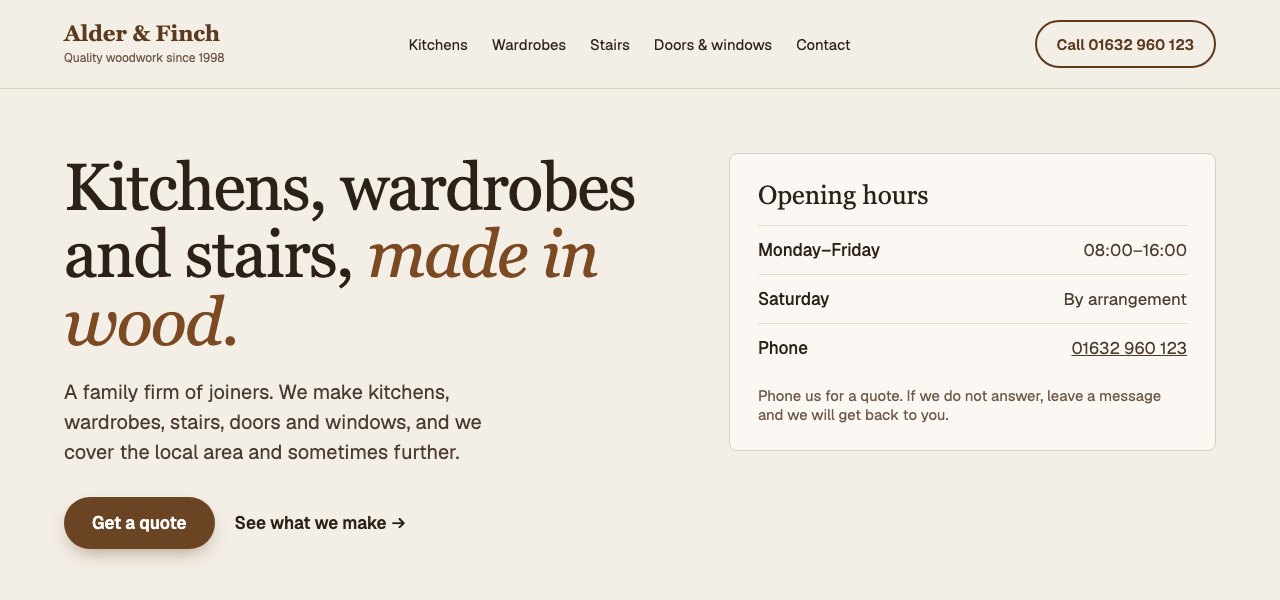 Alder & Finch
Quality woodwork since 1998
Kitchens Wardrobes Stairs Doors & windows Contact
Call 01632 960 123
Kitchens, wardrobes
and stairs, made in
wood.
A family firm of joiners. We make kitchens,
wardrobes, stairs, doors and windows, and we
cover the local area and sometimes further.
Get a quote
See what we make →
Opening hours
Monday–Friday 08:00–16:00
Saturday By arrangement
Phone 01632 960 123
Phone us for a quote. If we do not answer, leave a message
and we will get back to you.